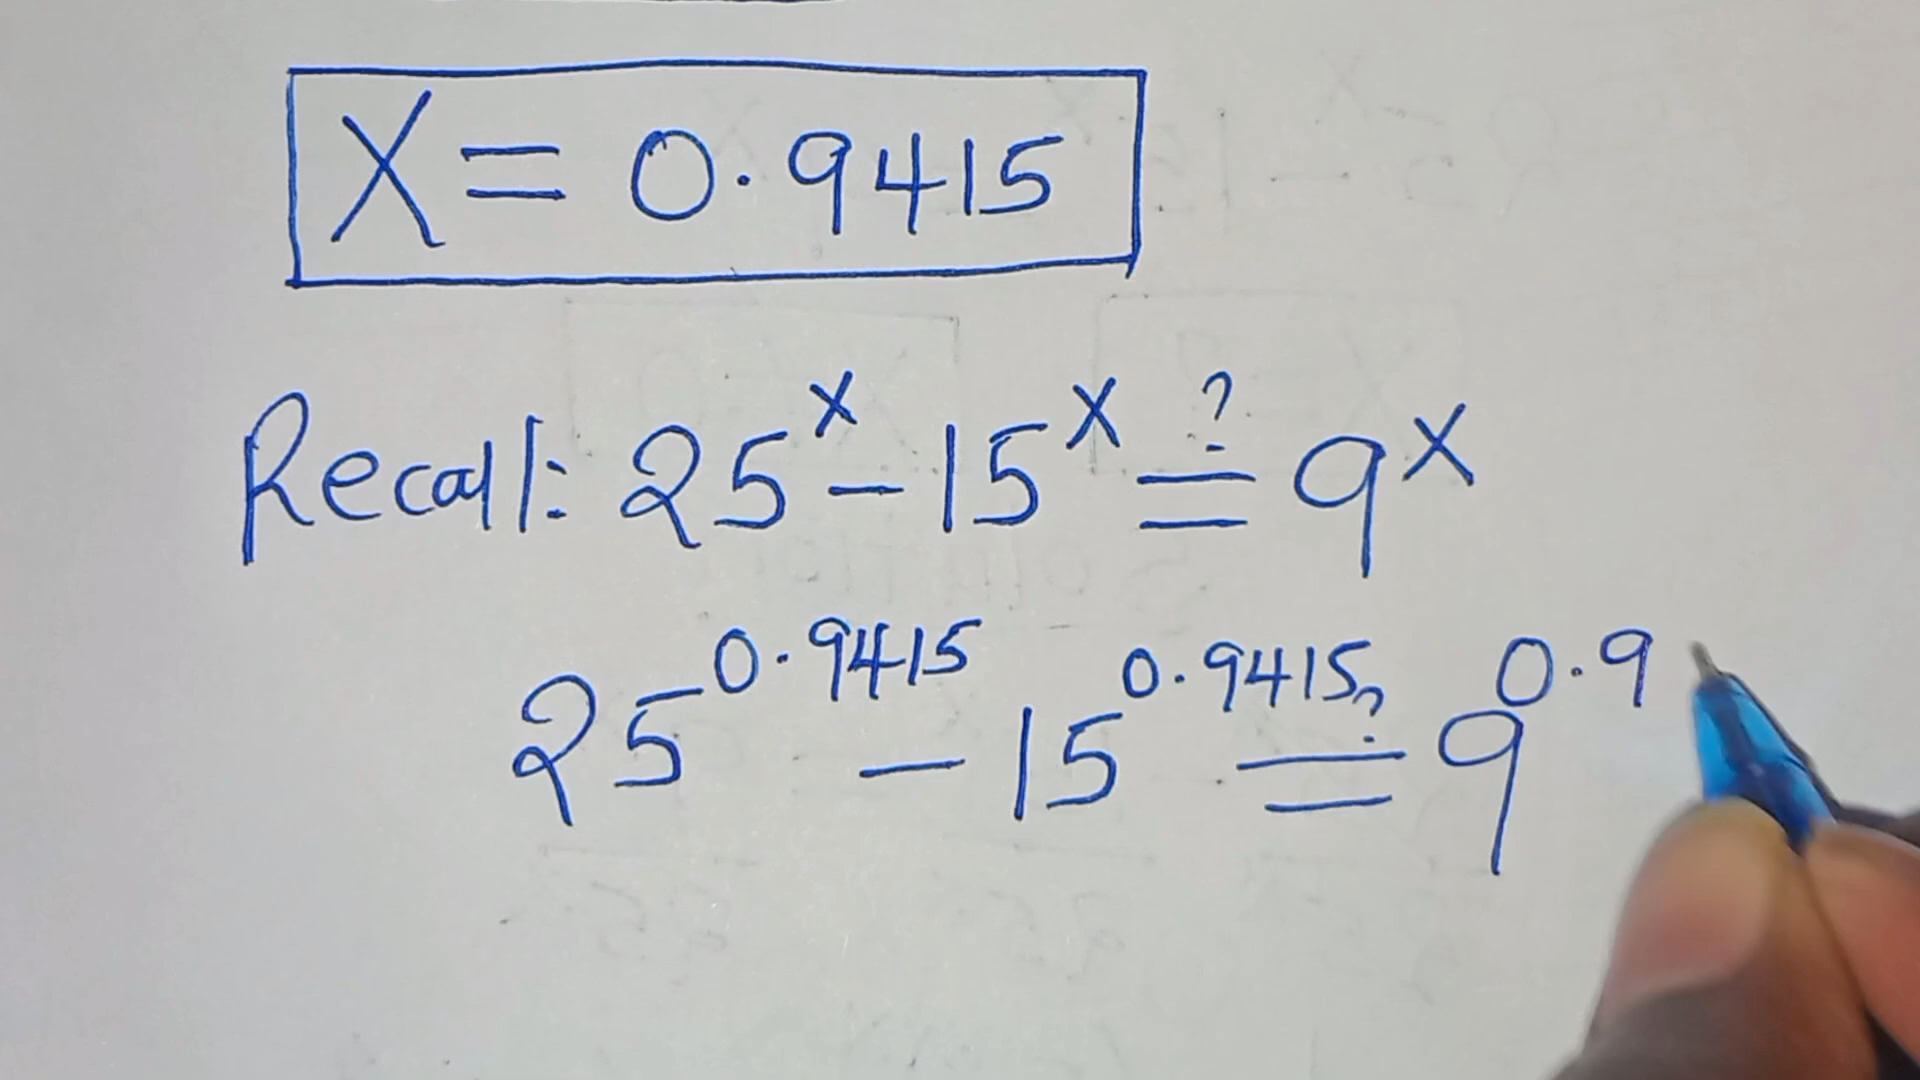 X = 0.9415
Recall: 25^x - 15^x ?= 9^x
25^0.9415 - 15^0.9415 ?= 9^0.9